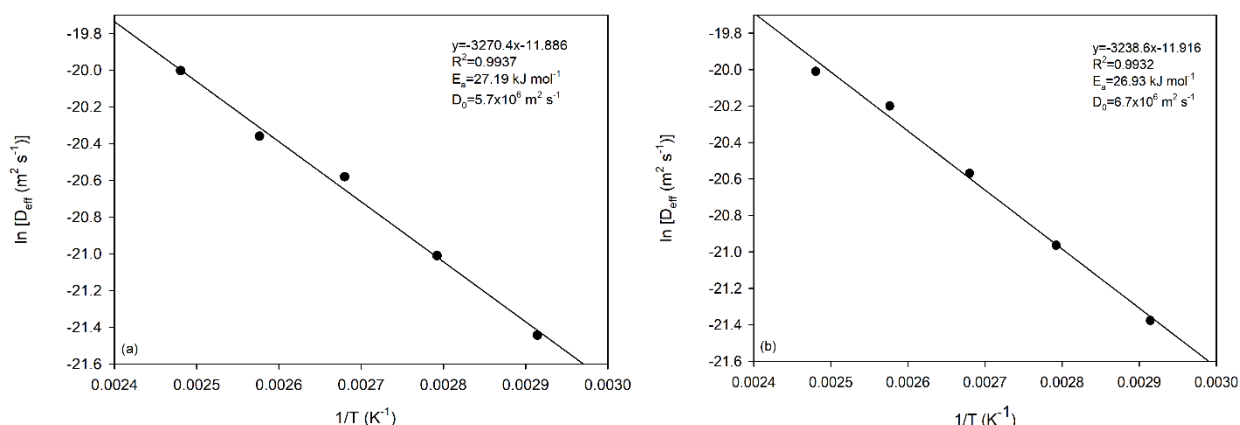 -19.8
-20.0
-20.2
-20.4
-20.6
-20.8
-21.0
-21.2
-21.4
-21.6
ln [D_eff (m² s⁻¹)]
y=-3270.4x-11.886
R²=0.9937
Eₐ=27.19 kJ mol⁻¹
D₀=5.7x10⁶ m² s⁻¹
(a)
0.0024 0.0025 0.0026 0.0027 0.0028 0.0029 0.0030
1/T (K⁻¹)
-19.8
-20.0
-20.2
-20.4
-20.6
-20.8
-21.0
-21.2
-21.4
-21.6
ln [D_eff (m² s⁻¹)]
y=-3238.6x-11.916
R²=0.9932
Eₐ=26.93 kJ mol⁻¹
D₀=6.7x10⁶ m² s⁻¹
(b)
0.0024 0.0025 0.0026 0.0027 0.0028 0.0029 0.0030
1/T (K⁻¹)